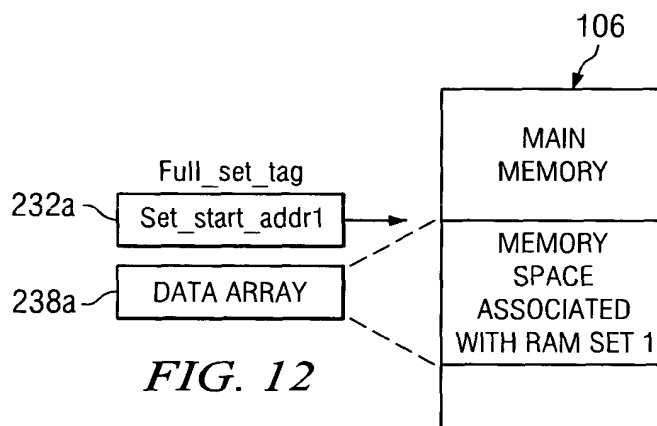 106
MAIN
MEMORY
Full_set_tag
232a
Set_start_addr1
MEMORY
SPACE
ASSOCIATED
WITH RAM SET 1
238a
DATA ARRAY
FIG. 12